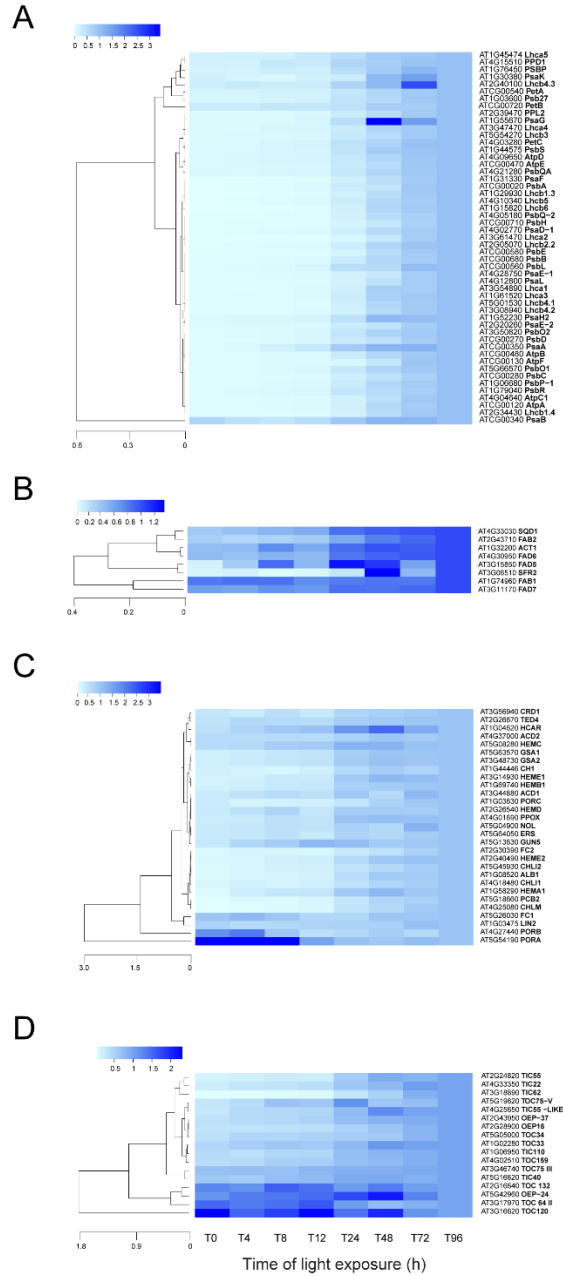 A
0 0.5 1 1.5 2 2.5 3
AT1G45474 Lhca5
AT4G15510 PPD1
AT1G76450 PSBP
AT1G30380 PsaK
AT2G40100 Lhcb4.3
ATCG00540 PetA
AT1G03600 Psb27
ATCG00720 PetB
AT2G39470 PPL2
AT1G55670 PsaG
AT3G47470 Lhca4
AT5G54270 Lhcb3
AT4G03280 PetC
AT1G44575 PsbS
AT4G09650 AtpD
ATCG00470 AtpE
AT4G21280 PsbQA
AT1G31330 PsaF
ATCG00020 PsbA
AT1G29930 Lhcb1.3
AT4G10340 Lhcb5
AT1G15820 Lhcb6
AT4G05180 PsbQ-2
ATCG00710 PsbH
AT4G02770 PsaD-1
AT3G61470 Lhca2
AT2G05070 Lhcb2.2
ATCG00580 PsbE
ATCG00680 PsbB
ATCG00560 PsbL
AT4G28750 PsaE-1
AT4G12800 PsaL
AT3G54890 Lhca1
AT1G61520 Lhca3
AT5G01530 Lhcb4.1
AT3G08940 Lhcb4.2
AT1G52230 PsaH2
AT2G20260 PsaE-2
AT3G50820 PsbO2
ATCG00270 PsbD
ATCG00350 PsaA
ATCG00480 AtpB
ATCG00130 AtpF
AT5G66570 PsbO1
ATCG00280 PsbC
AT1G06680 PsbP-1
AT1G79040 PsbR
AT4G04640 AtpC1
ATCG00120 AtpA
AT2G34430 Lhcb1.4
ATCG00340 PsaB
0.6 0.3 0
B
0 0.2 0.4 0.6 0.8 1 1.2
AT4G33030 SQD1
AT2G43710 FAB2
AT1G32200 ACT1
AT4G30950 FAD6
AT3G15850 FAD5
AT3G06510 SFR2
AT1G74960 FAB1
AT3G11170 FAD7
0.4 0.2 0
C
0 0.5 1 1.5 2 2.5 3
AT3G56940 CRD1
AT2G26670 TED4
AT1G04620 HCAR
AT4G37000 ACD2
AT5G08280 HEMC
AT5G63570 GSA1
AT3G48730 GSA2
AT1G44446 CH1
AT3G14930 HEME1
AT1G69740 HEMB1
AT3G44880 ACD1
AT1G03630 PORC
AT2G26540 HEMD
AT4G01690 PPOX
AT5G04900 NOL
AT5G64050 ERS
AT5G13630 GUN5
AT2G30390 FC2
AT2G40490 HEME2
AT5G45930 CHLI2
AT1G08520 ALB1
AT4G18480 CHLI1
AT1G58290 HEMA1
AT5G18660 PCB2
AT4G25080 CHLM
AT5G26030 FC1
AT1G03475 LIN2
AT4G27440 PORB
AT5G54190 PORA
3.0 1.5 0
D
0 0.5 1 1.5 2
AT2G24820 TIC55
AT4G33350 TIC22
AT3G18890 TIC62
AT5G19620 TOC75-V
AT4G25650 TIC55 -LIKE
AT2G43950 OEP-37
AT2G28900 OEP16
AT5G05000 TOC34
AT1G02280 TOC33
AT1G06950 TIC110
AT4G02510 TOC159
AT3G46740 TOC75 III
AT5G16620 TIC40
AT2G16640 TOC 132
AT5G42960 OEP-24
AT3G17970 TOC 64 II
AT3G16620 TOC120
1.8 0.9 0
T0 T4 T8 T12 T24 T48 T72 T96
Time of light exposure (h)